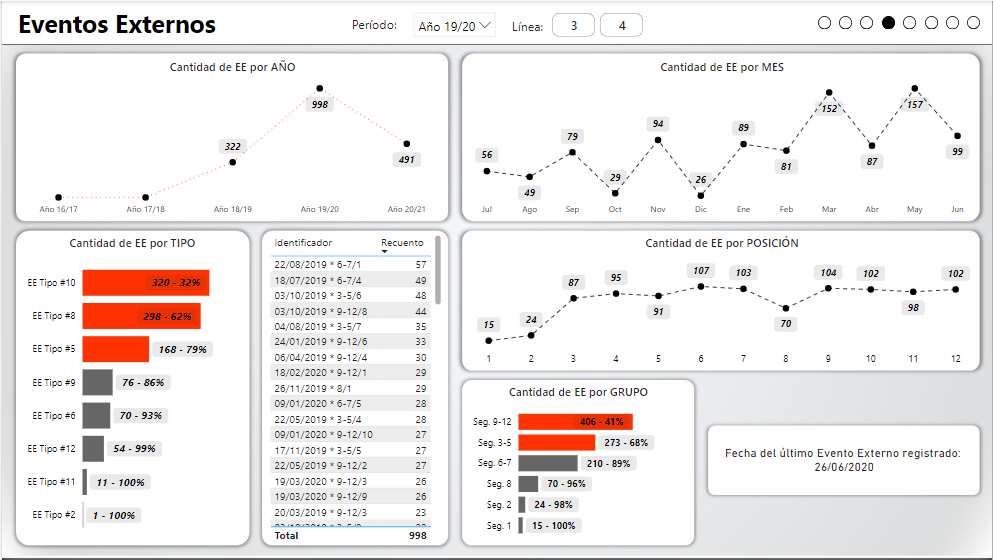 Eventos Externos
Período:
Año 19/20
Línea:
3
4
Cantidad de EE por AÑO
998
322
491
Año 16/17
Año 17/18
Año 18/19
Año 19/20
Año 20/21
Cantidad de EE por MES
56
49
79
29
94
26
89
81
152
87
157
99
Jul
Ago
Sep
Oct
Nov
Dic
Ene
Feb
Mar
Abr
May
Jun
Cantidad de EE por TIPO
EE Tipo #10
320 - 32%
EE Tipo #8
298 - 62%
EE Tipo #5
168 - 79%
EE Tipo #9
76 - 86%
EE Tipo #6
70 - 93%
EE Tipo #12
54 - 99%
EE Tipo #11
11 - 100%
EE Tipo #2
1 - 100%
Identificador Recuento
22/08/2019 * 6-7/1 57
18/07/2019 * 6-7/4 49
03/10/2019 * 3-5/6 48
03/10/2019 * 9-12/8 44
04/08/2019 * 3-5/7 35
24/01/2019 * 9-12/6 33
06/04/2019 * 9-12/4 30
18/02/2020 * 9-12/1 29
26/11/2019 * 8/1 29
09/01/2020 * 6-7/5 28
22/05/2019 * 3-5/4 28
09/01/2020 * 9-12/10 27
17/11/2019 * 3-5/3 27
22/05/2019 * 9-12/2 27
19/03/2020 * 9-12/3 26
19/03/2020 * 9-12/9 26
20/03/2019 * 9-12/3 23
Total 998
Cantidad de EE por POSICIÓN
15
24
87
95
91
107
103
70
104
102
98
102
1
2
3
4
5
6
7
8
9
10
11
12
Cantidad de EE por GRUPO
Seg. 9-12
406 - 41%
Seg. 3-5
273 - 68%
Seg. 6-7
210 - 89%
Seg. 8
70 - 96%
Seg. 2
24 - 98%
Seg. 1
15 - 100%
Fecha del último Evento Externo registrado:
26/06/2020